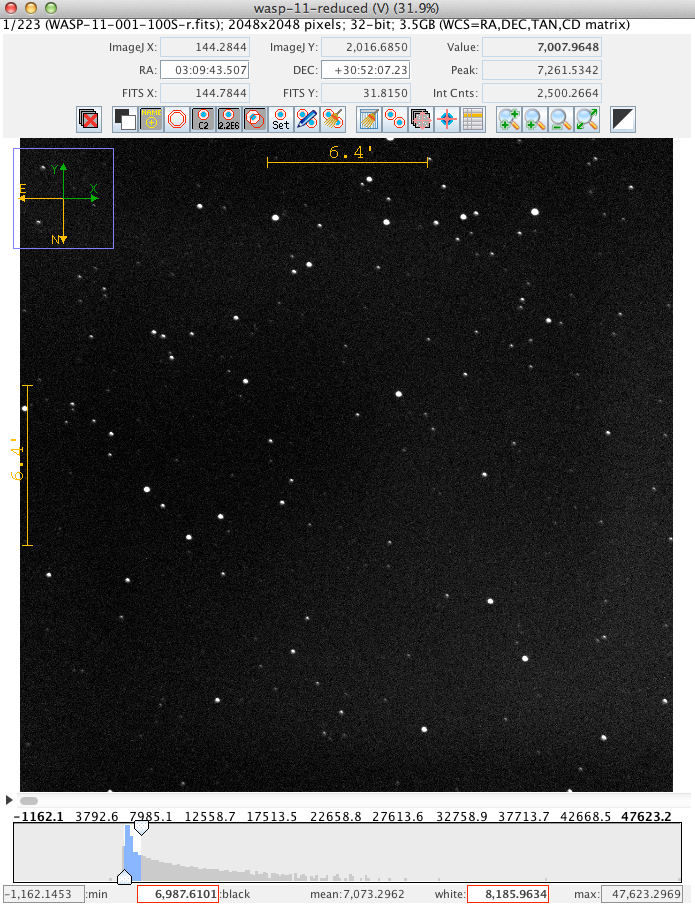 wasp-11-reduced (V) (31.9%)
1/223 (WASP-11-001-100S-r.fits); 2048x2048 pixels; 32-bit; 3.5GB (WCS=RA,DEC,TAN,CD matrix)
ImageJ X: 144.2844 ImageJ Y: 2,016.6850 Value: 7,007.9648
RA: 03:09:43.507 DEC: +30:52:07.23 Peak: 7,261.5342
FITS X: 144.7844 FITS Y: 31.8150 Int Cnts: 2,500.2664
NAME C2 2.2E6 Set
6.4'
Y
E X
N
6.4'
-1162.1 3792.6 7985.1 12558.7 17513.5 22658.8 27613.6 32758.9 37713.7 42668.5 47623.2
-1,162.1453 :min 6,987.6101 :black mean:7,073.2962 white: 8,185.9634 max: 47,623.2969